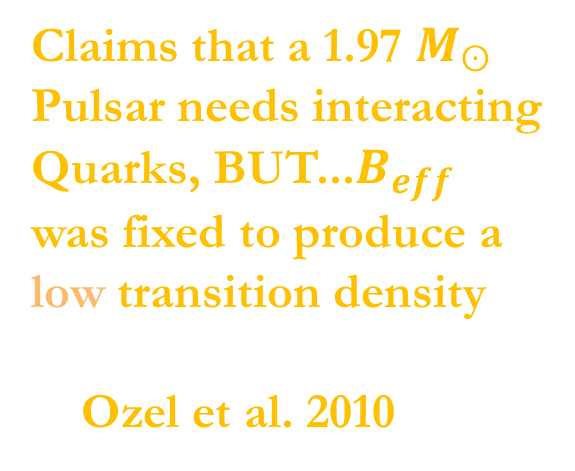 Claims that a 1.97 M⊙
Pulsar needs interacting
Quarks, BUT...B_eff
was fixed to produce a
low transition density
Ozel et al. 2010